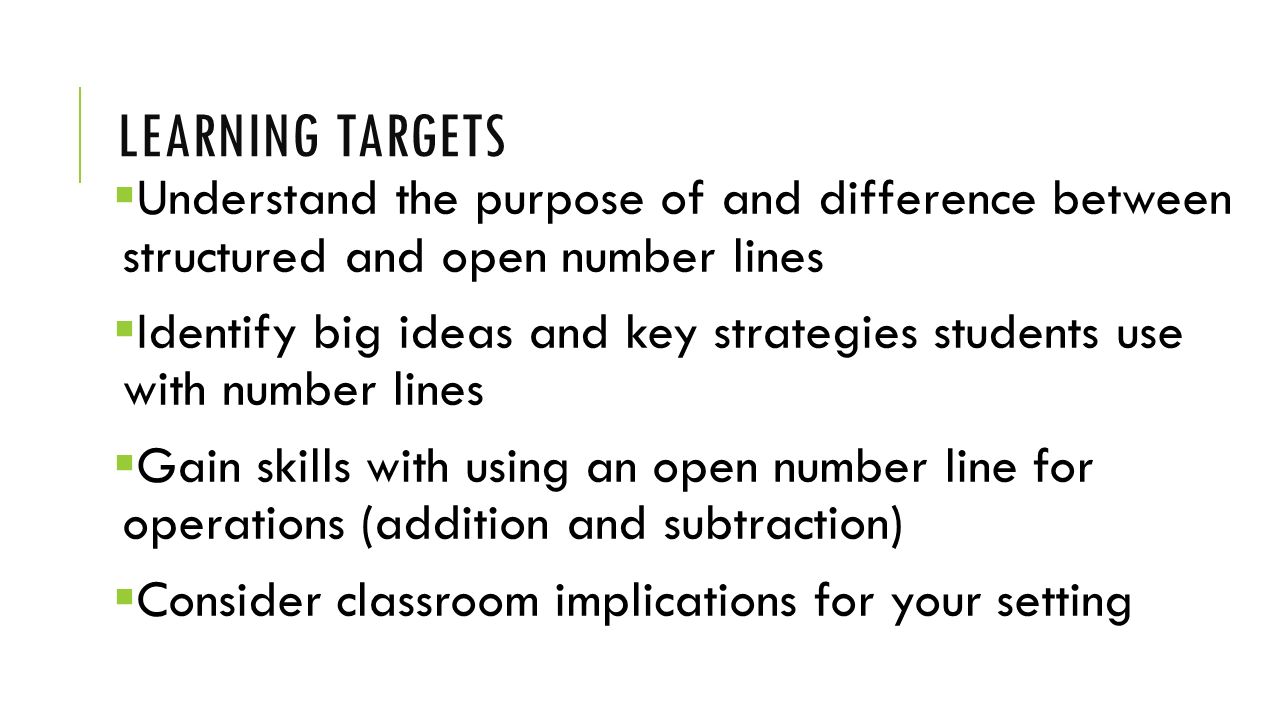 LEARNING TARGETS
▪Understand the purpose of and difference between
structured and open number lines
▪Identify big ideas and key strategies students use
with number lines
▪Gain skills with using an open number line for
operations (addition and subtraction)
▪Consider classroom implications for your setting